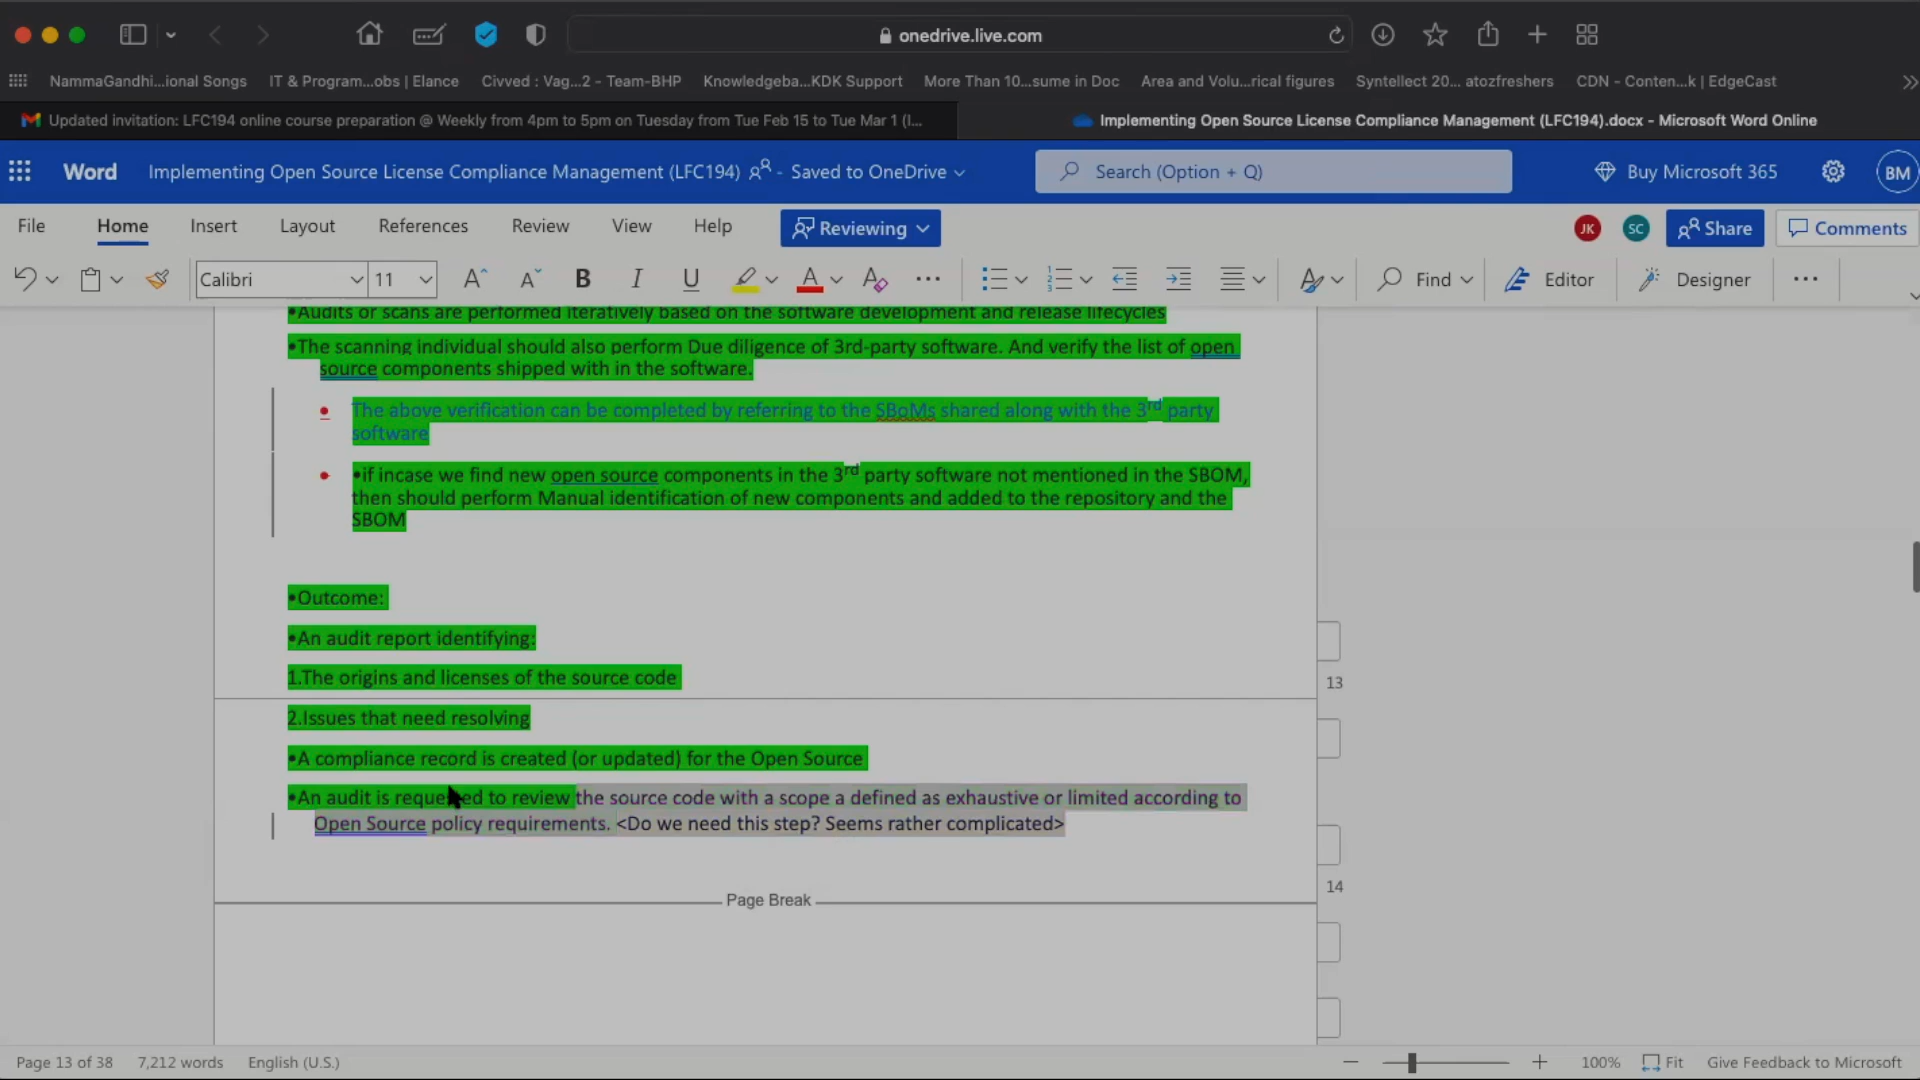 onedrive.live.com
NammaGandhi...ional Songs IT & Program...obs | Elance Civved : Vag...2 - Team-BHP Knowledgeba...KDK Support More Than 10...sume in Doc Area and Volu...rical figures Syntellect 20... atozfreshers CDN - Conten...k | EdgeCast
Updated invitation: LFC194 online course preparation @ Weekly from 4pm to 5pm on Tuesday from Tue Feb 15 to Tue Mar 1 (I... Implementing Open Source License Compliance Management (LFC194).docx - Microsoft Word Online
Word Implementing Open Source License Compliance Management (LFC194) - Saved to OneDrive Search (Option + Q) Buy Microsoft 365 BM
File Home Insert Layout References Review View Help Reviewing JK SC Share Comments
Calibri 11 A A B I U A A Find Editor Designer
•Audits or scans are performed iteratively based on the software development and release lifecycles
•The scanning individual should also perform Due diligence of 3rd-party software. And verify the list of open
source components shipped with in the software.
• The above verification can be completed by referring to the SBoMs shared along with the 3rd party
software
• •if incase we find new open source components in the 3rd party software not mentioned in the SBOM,
then should perform Manual identification of new components and added to the repository and the
SBOM
•Outcome:
•An audit report identifying:
1.The origins and licenses of the source code
13
2.Issues that need resolving
•A compliance record is created (or updated) for the Open Source
•An audit is requested to review the source code with a scope a defined as exhaustive or limited according to
Open Source policy requirements. <Do we need this step? Seems rather complicated>
14
Page Break
Page 13 of 38 7,212 words English (U.S.) 100% Fit Give Feedback to Microsoft